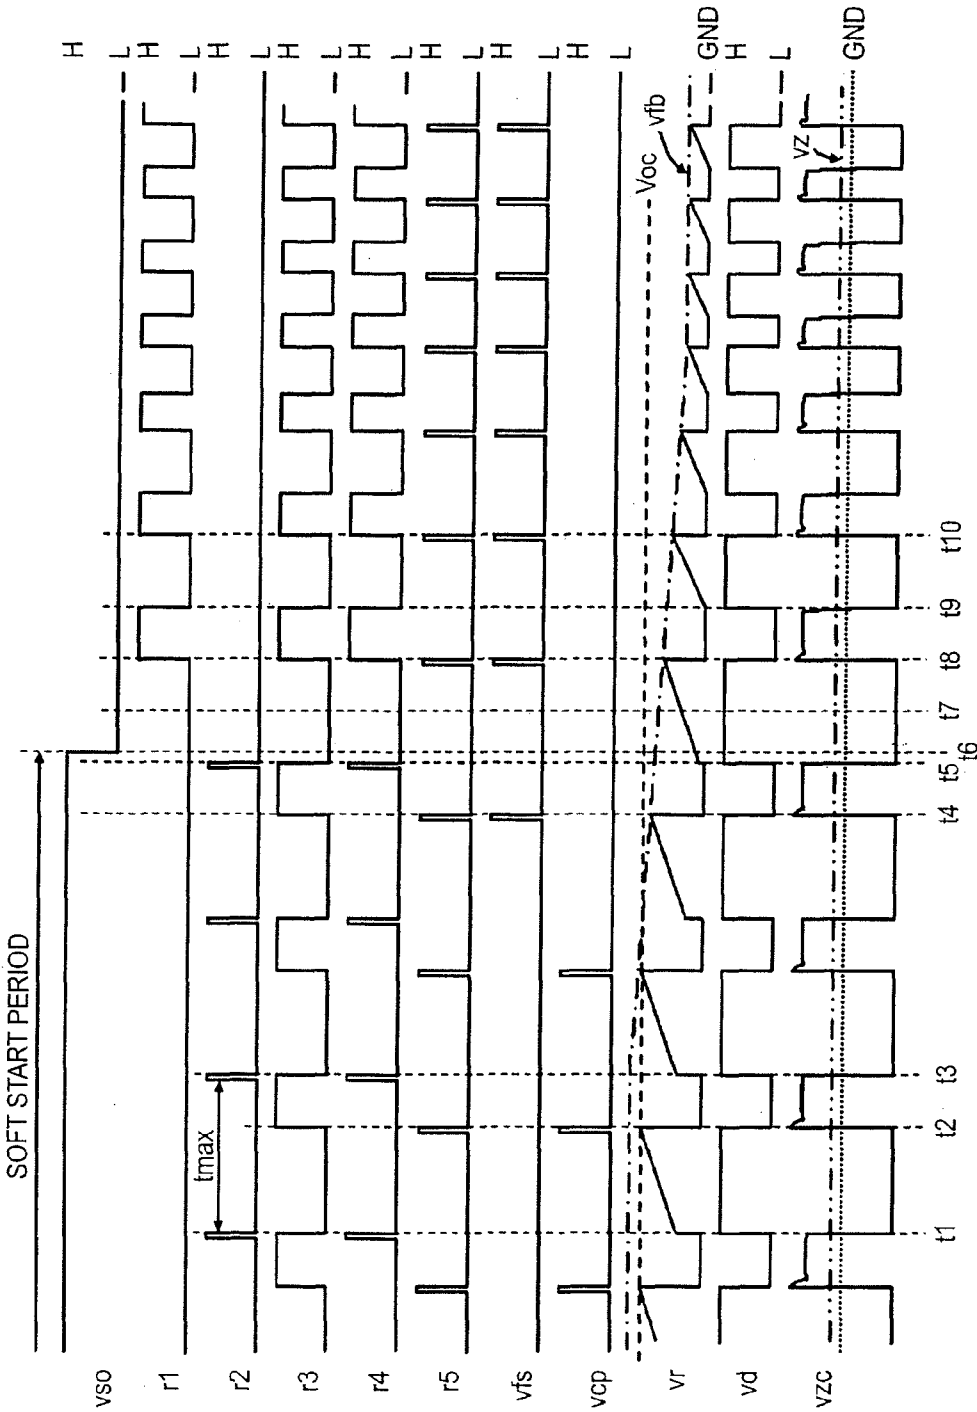 SOFT START PERIOD
vso
H
L
r1
H
L
r2
tmax
H
L
r3
H
L
r4
H
L
r5
H
L
vfs
H
L
vcp
H
L
vr
Voc
vfb
GND
vd
H
L
vzc
vz
GND
t1
t2
t3
t4
t5
t6
t7
t8
t9
t10